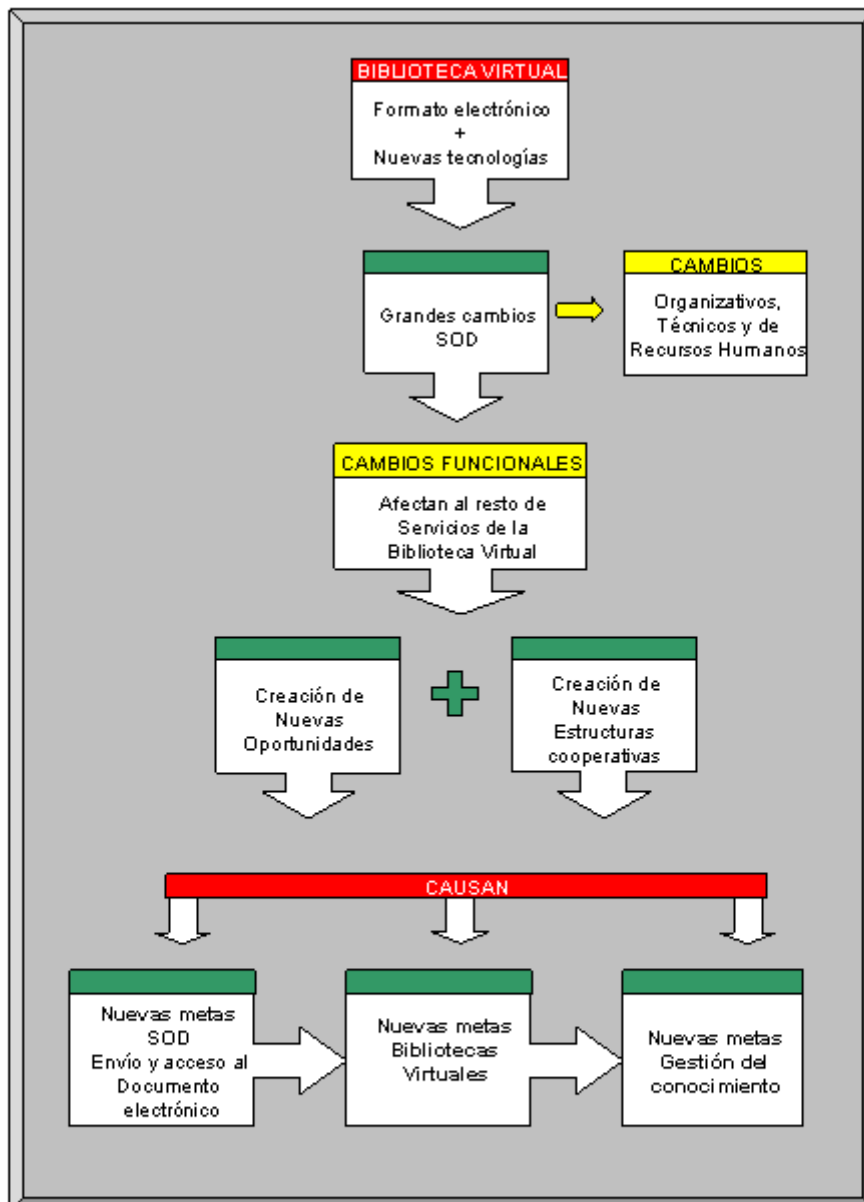 BIBLIOTECA VIRTUAL
Formato electrónico
+
Nuevas tecnologías
Grandes cambios
SOD
CAMBIOS
Organizativos,
Técnicos y de
Recursos Humanos
CAMBIOS FUNCIONALES
Afectan al resto de
Servicios de la
Biblioteca Virtual
Creación de
Nuevas
Oportunidades
Creación de
Nuevas
Estructuras
cooperativas
CAUSAN
Nuevas metas
SOD
Envío y acceso al
Documento
electrónico
Nuevas metas
Bibliotecas
Virtuales
Nuevas metas
Gestión del
conocimiento